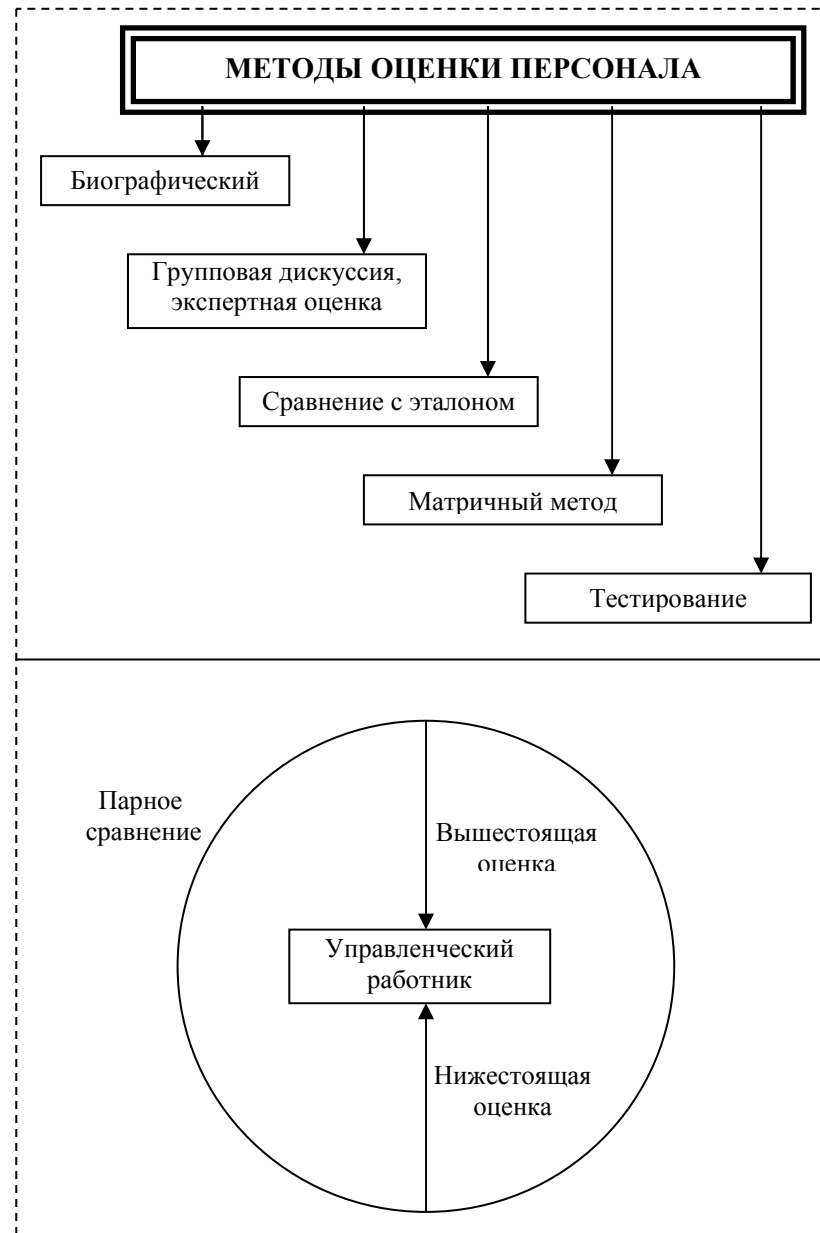 МЕТОДЫ ОЦЕНКИ ПЕРСОНАЛА
Биографический
Групповая дискуссия,
экспертная оценка
Сравнение с эталоном
Матричный метод
Тестирование
Парное
сравнение
Вышестоящая
оценка
Управленческий
работник
Нижестоящая
оценка